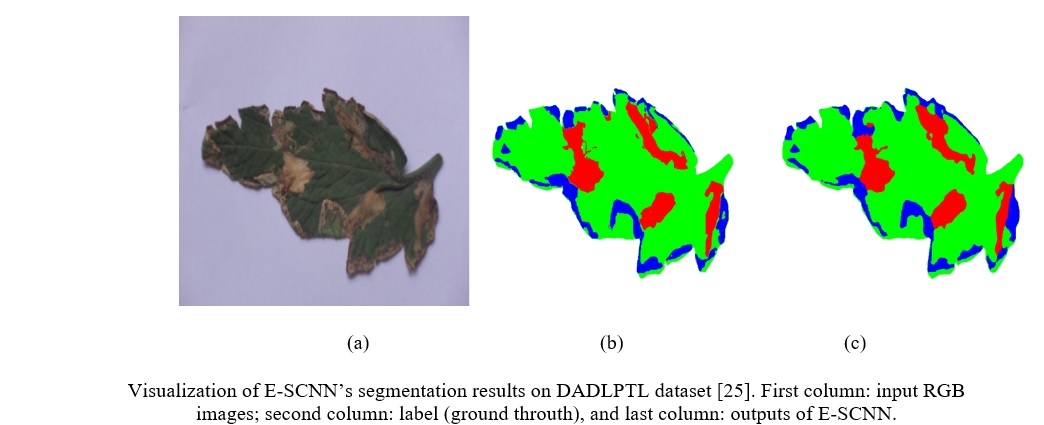 (a) (b) (c)
Visualization of E-SCNN’s segmentation results on DADLPTL dataset [25]. First column: input RGB
images; second column: label (ground throuth), and last column: outputs of E-SCNN.